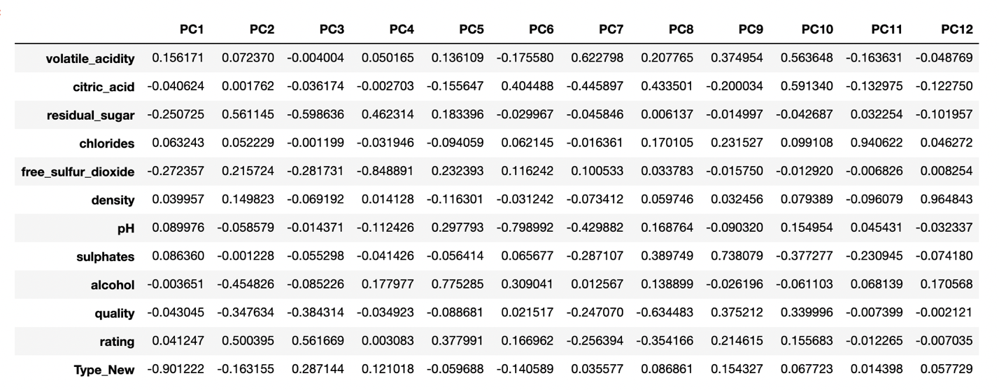 PC1 PC2 PC3 PC4 PC5 PC6 PC7 PC8 PC9 PC10 PC11 PC12
volatile_acidity 0.156171 0.072370 -0.004004 0.050165 0.136109 -0.175580 0.622798 0.207765 0.374954 0.563648 -0.163631 -0.048769
citric_acid -0.040624 0.001762 -0.036174 -0.002703 -0.155647 0.404488 -0.445897 0.433501 -0.200034 0.591340 -0.132975 -0.122750
residual_sugar -0.250725 0.561145 -0.598636 0.462314 0.183396 -0.029967 -0.045846 0.006137 -0.014997 -0.042687 0.032254 -0.101957
chlorides 0.063243 0.052229 -0.001199 -0.031946 -0.094059 0.062145 -0.016361 0.170105 0.231527 0.099108 0.940622 0.046272
free_sulfur_dioxide -0.272357 0.215724 -0.281731 -0.848891 0.232393 0.116242 0.100533 0.033783 -0.015750 -0.012920 -0.006826 0.008254
density 0.039957 0.149823 -0.069192 0.014128 -0.116301 -0.031242 -0.073412 0.059746 0.032456 0.079389 -0.096079 0.964843
pH 0.089976 -0.058579 -0.014371 -0.112426 0.297793 -0.798992 -0.429882 0.168764 -0.090320 0.154954 0.045431 -0.032337
sulphates 0.086360 -0.001228 -0.055298 -0.041426 -0.056414 0.065677 -0.287107 0.389749 0.738079 -0.377277 -0.230945 -0.074180
alcohol -0.003651 -0.454826 -0.085226 0.177977 0.775285 0.309041 0.012567 0.138899 -0.026196 -0.061103 0.068139 0.170568
quality -0.043045 -0.347634 -0.384314 -0.034923 -0.088681 0.021517 -0.247070 -0.634483 0.375212 0.339996 -0.007399 -0.002121
rating 0.041247 0.500395 0.561669 0.003083 0.377991 0.166962 -0.256394 -0.354166 0.214615 0.155683 -0.012265 -0.007035
Type_New -0.901222 -0.163155 0.287144 0.121018 -0.059688 -0.140589 0.035577 0.086861 0.154327 0.067723 0.014398 0.057729